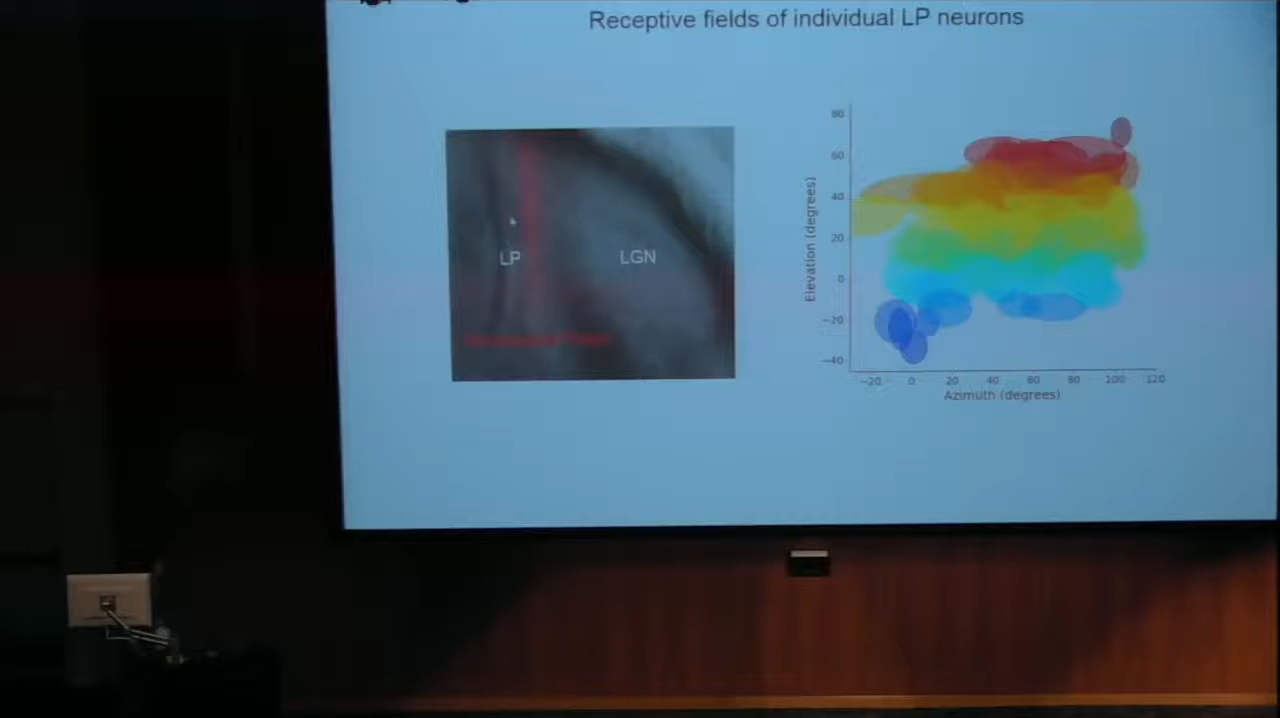 Receptive fields of individual LP neurons
LP
LGN
Elevation (degrees)
80
60
40
20
0
−20
−40
−20 0 20 40 60 80 100 120
Azimuth (degrees)